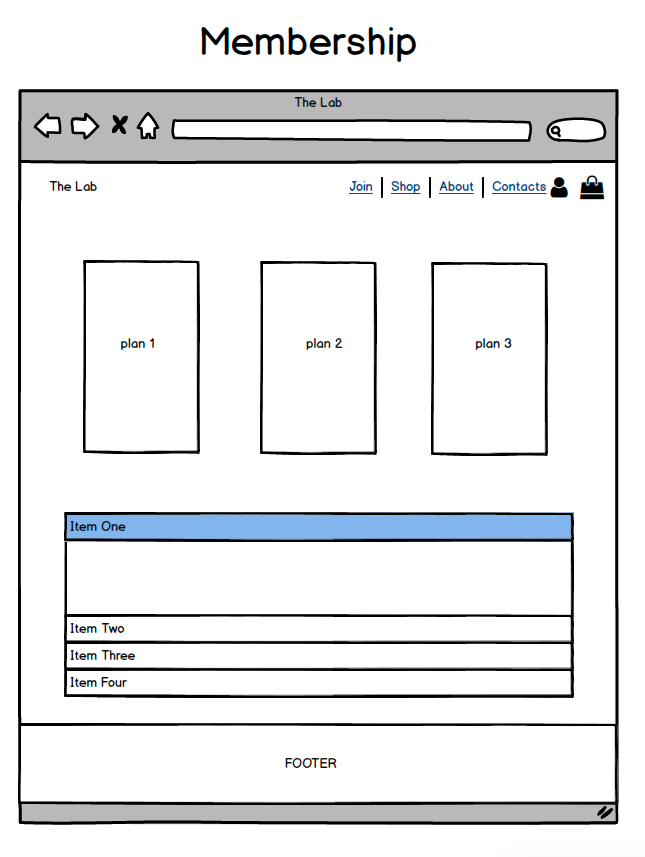 Membership
The Lab
The Lab Join Shop About Contacts
plan 1 plan 2 plan 3
Item One
Item Two
Item Three
Item Four
FOOTER